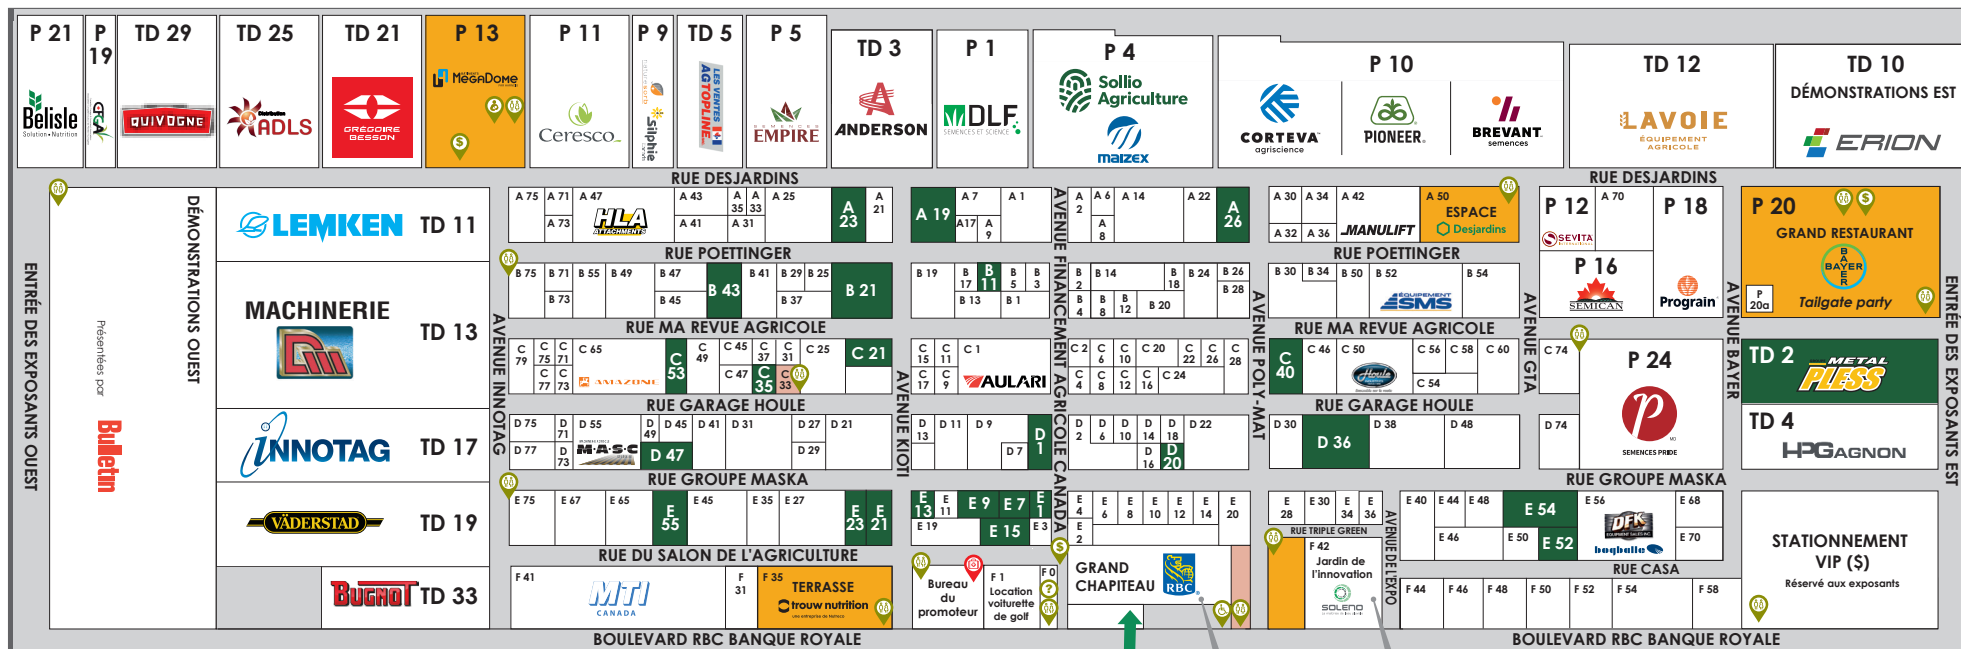 P 21
Bélisle
Solution • Nutrition
P
19
TD 29
QUIVOGNE
TD 25
Distribution
ADLS
TD 21
GRÉGOIRE
BESSON
P 13
MÉGADOME
$
P 11
Ceresco
P 9
Silphie
TD 5
LES VENTES
AGTOPLINE
P 5
SEMENCES
EMPIRE
TD 3
ANDERSON
P 1
DLF
SEMENCES ET SCIENCE
P 4
Sollio
Agriculture
maizex
P 10
CORTEVA
agriscience
PIONEER.
BREVANT
semences
TD 12
LAVOIE
ÉQUIPEMENT
AGRICOLE
TD 10
DÉMONSTRATIONS EST
ERION
RUE DESJARDINS
RUE DESJARDINS
ENTRÉE DES EXPOSANTS OUEST
Présentées par
Bulletin
DÉMONSTRATIONS OUEST
LEMKEN TD 11
MACHINERIE
TD 13
INNOTAG TD 17
VÄDERSTAD TD 19
BUGNOT TD 33
AVENUE INNOTAG
A 75
A 71
A 73
A 47
HLA
ATTACHMENTS
A 43
A 41
A
35
A
33
A 31
A 25
A
23
A
21
A 19
A 7
A17
A
9
A 1
A
2
A 6
A
8
A 14
A 22
A
26
A 30
A 34
A 32
A 36
A 42
MANULIFT
A 50
ESPACE
Desjardins
P 12
SEVITA
A 70
P 16
SEMICAN
P 18
Prograin
P 20
$
GRAND RESTAURANT
BAYER
BAYER
Tailgate party
P
20a
RUE POETTINGER
RUE POETTINGER
B 75
B 71
B 73
B 55
B 49
B 47
B 45
B 43
B 41
B 29
B 25
B 37
B 21
B 19
B
17
B
11
B
5
B
3
B 13
B 1
B
2
B 14
B
18
B 24
B 26
B 28
B
4
B
8
B
12
B 20
B 30
B 34
B 50
B 52
ÉQUIPEMENT
SMS
B 54
RUE MA REVUE AGRICOLE
RUE MA REVUE AGRICOLE
AVENUE KIOTI
AVENUE FINANCEMENT AGRICOLE CANADA
AVENUE POLY-MAT
AVENUE GTA
AVENUE BAYER
ENTRÉE DES EXPOSANTS EST
C
79
C
75
C
71
C
77
C
73
C 65
AMAZONE
C
53
C
49
C 45
C 47
C
37
C
35
C
31
C
33
C 25
C 21
C
15
C
11
C
17
C
9
C 1
AULARI
C 2
C
6
C
10
C 20
C
22
C
26
C
28
C
4
C
8
C
12
C
16
C 24
C
40
C 46
C 50
Houle
C 56
C 58
C 60
C 54
C 74
P 24
P
SEMENCES PRIDE
TD 2
METAL
PLESS
TD 4
HPGAGNON
RUE GARAGE HOULE
RUE GARAGE HOULE
D 75
D 77
D
71
D
73
D 55
M·A·S·C
D
49
D 45
D 47
D 41
D 31
D 27
D 29
D 21
D
13
D 11
D 9
D 7
D
1
D
2
D
6
D
10
D
14
D
18
D 22
D
16
D
20
D 30
D 36
D 38
D 48
D 74
RUE GROUPE MASKA
RUE GROUPE MASKA
E 75
E 67
E 65
E
55
E 45
E 35
E 27
E
23
E
21
E
13
E
11
E 9
E 7
E
1
E 19
E 15
E 3
E
4
E
2
E
6
E
8
E
10
E
12
E
14
E
20
E
28
E 30
E
34
E
36
RUE TRIPLE GREEN
AVENUE DE L'EXPO
E 40
E 44
E 48
E 54
E 46
E 50
E 52
E 56
DFK
EQUIPMENT SALES INC
bogballe
E 68
E 70
STATIONNEMENT
VIP ($)
Réservé aux exposants
RUE DU SALON DE L'AGRICULTURE
RUE CASA
F 41
MTI
CANADA
F
31
F 35
TERRASSE
trouw nutrition
Bureau
du
promoteur
F 1
Location
voiturette
de golf
F 0
?
$
GRAND
CHAPITEAU
RBC
F 42
Jardin de
l'innovation
SOLENO
F 44
F 46
F 48
F 50
F 52
F 54
F 58
BOULEVARD RBC BANQUE ROYALE
BOULEVARD RBC BANQUE ROYALE